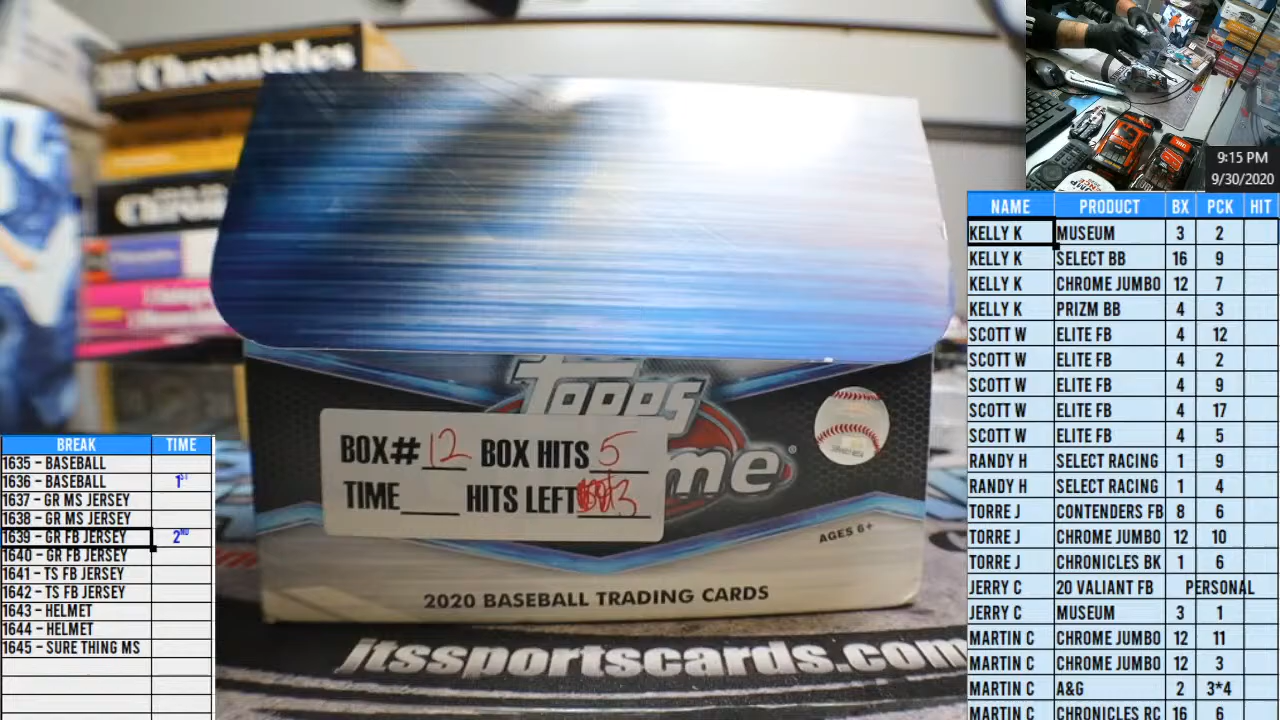 Chronicles
Topps
me®
BOX# 12 BOX HITS 5
TIME____ HITS LEFT 3
AGES 6+
2020 BASEBALL TRADING CARDS
jtssportscards.com
9:15 PM
9/30/2020
NAME PRODUCT BX PCK HIT
KELLY K MUSEUM 3 2
KELLY K SELECT BB 16 9
KELLY K CHROME JUMBO 12 7
KELLY K PRIZM BB 4 3
SCOTT W ELITE FB 4 12
SCOTT W ELITE FB 4 2
SCOTT W ELITE FB 4 9
SCOTT W ELITE FB 4 17
SCOTT W ELITE FB 4 5
RANDY H SELECT RACING 1 9
RANDY H SELECT RACING 1 4
TORRE J CONTENDERS FB 8 6
TORRE J CHROME JUMBO 12 10
TORRE J CHRONICLES BK 1 6
JERRY C 20 VALIANT FB PERSONAL
JERRY C MUSEUM 3 1
MARTIN C CHROME JUMBO 12 11
MARTIN C CHROME JUMBO 12 3
MARTIN C A&G 2 3*4
MARTIN C CHRONICLES RC 16 6
BREAK TIME
1635 - BASEBALL
1636 - BASEBALL 1ST
1637 - GR MS JERSEY
1638 - GR MS JERSEY
1639 - GR FB JERSEY 2ND
1640 - GR FB JERSEY
1641 - TS FB JERSEY
1642 - TS FB JERSEY
1643 - HELMET
1644 - HELMET
1645 - SURE THING MS